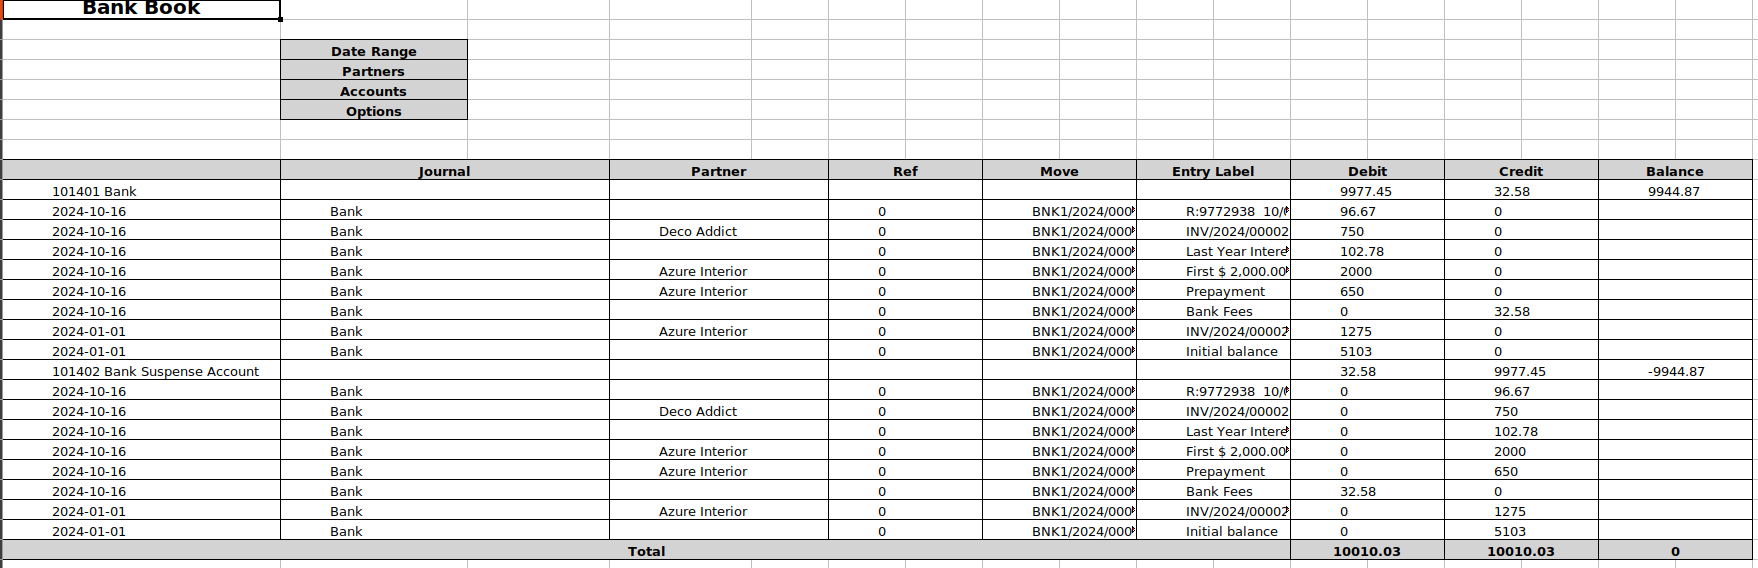 Bank Book
Date Range
Partners
Accounts
Options
Journal Partner Ref Move Entry Label Debit Credit Balance
101401 Bank 9977.45 32.58 9944.87
2024-10-16 Bank 0 BNK1/2024/000 R:9772938 10/ 96.67 0
2024-10-16 Bank Deco Addict 0 BNK1/2024/000 INV/2024/00002 750 0
2024-10-16 Bank 0 BNK1/2024/000 Last Year Intere 102.78 0
2024-10-16 Bank Azure Interior 0 BNK1/2024/000 First $ 2,000.00 2000 0
2024-10-16 Bank Azure Interior 0 BNK1/2024/000 Prepayment 650 0
2024-10-16 Bank 0 BNK1/2024/000 Bank Fees 0 32.58
2024-01-01 Bank Azure Interior 0 BNK1/2024/000 INV/2024/00002 1275 0
2024-01-01 Bank 0 BNK1/2024/000 Initial balance 5103 0
101402 Bank Suspense Account 32.58 9977.45 -9944.87
2024-10-16 Bank 0 BNK1/2024/000 R:9772938 10/ 0 96.67
2024-10-16 Bank Deco Addict 0 BNK1/2024/000 INV/2024/00002 0 750
2024-10-16 Bank 0 BNK1/2024/000 Last Year Intere 0 102.78
2024-10-16 Bank Azure Interior 0 BNK1/2024/000 First $ 2,000.00 0 2000
2024-10-16 Bank Azure Interior 0 BNK1/2024/000 Prepayment 0 650
2024-10-16 Bank 0 BNK1/2024/000 Bank Fees 32.58 0
2024-01-01 Bank Azure Interior 0 BNK1/2024/000 INV/2024/00002 0 1275
2024-01-01 Bank 0 BNK1/2024/000 Initial balance 0 5103
Total 10010.03 10010.03 0